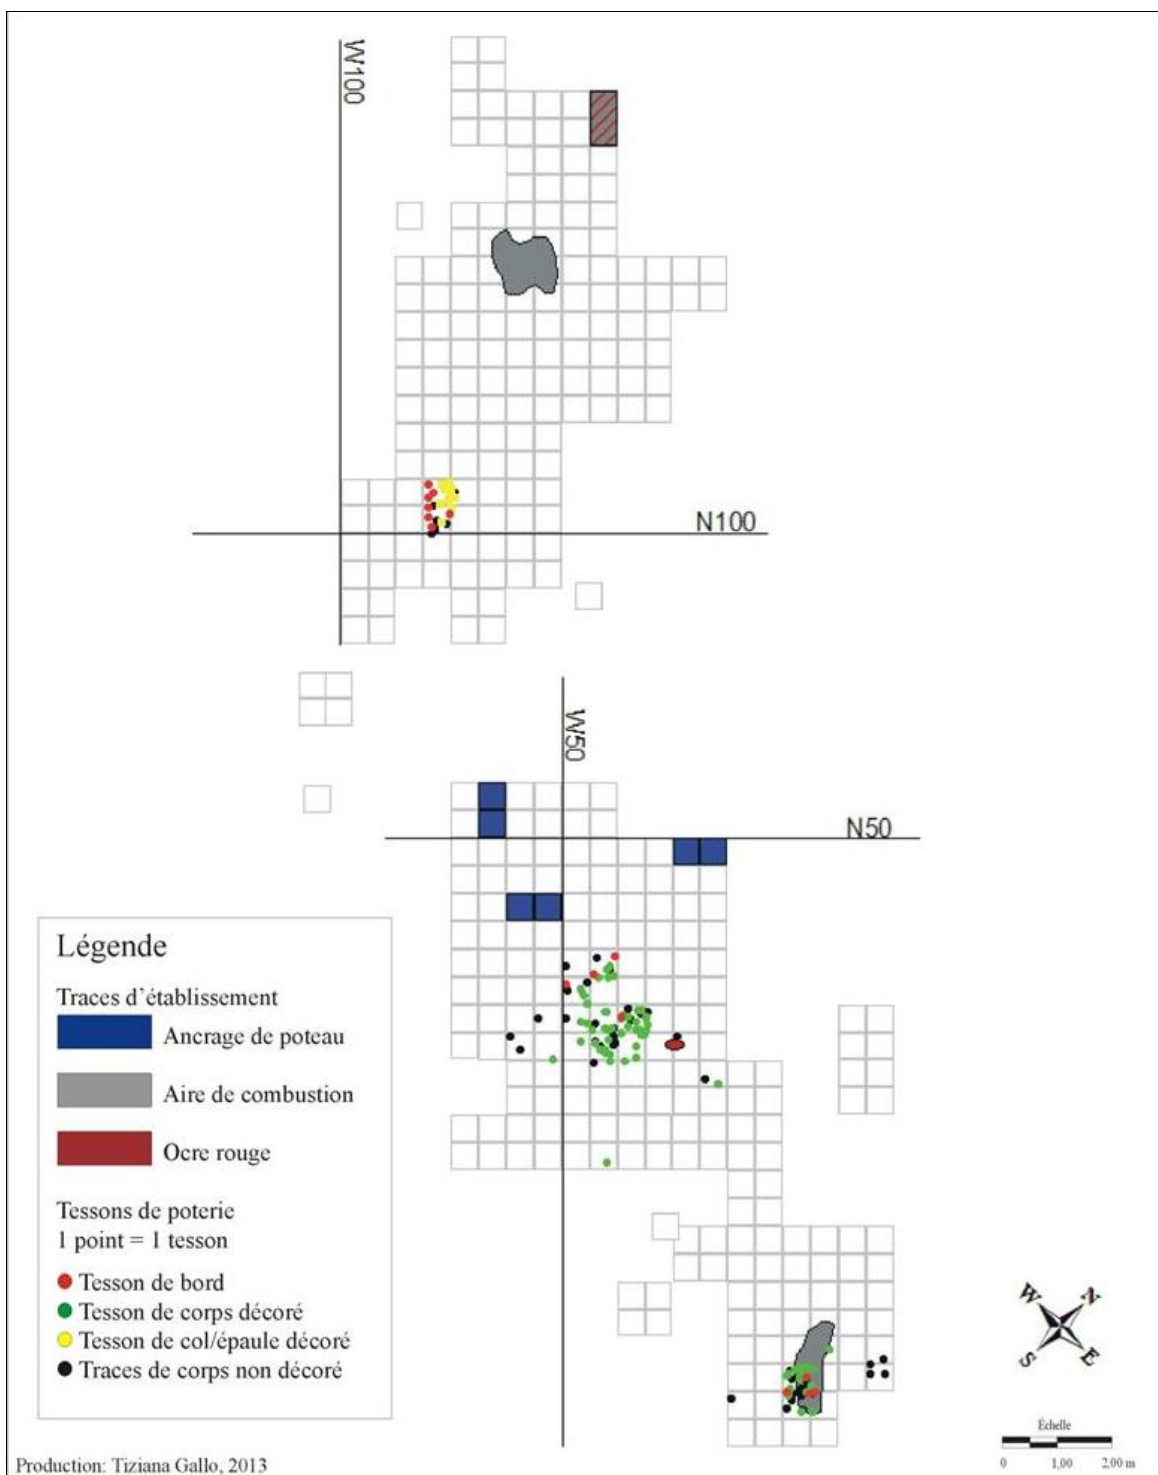 W100
N100
W50
N50
Légende
Traces d'établissement
Ancrage de poteau
Aire de combustion
Ocre rouge
Tessons de poterie
1 point = 1 tesson
Tesson de bord
Tesson de corps décoré
Tesson de col/épaule décoré
Traces de corps non décoré
W N
S E
Échelle
0 1,00 2,00 m
Production: Tiziana Gallo, 2013